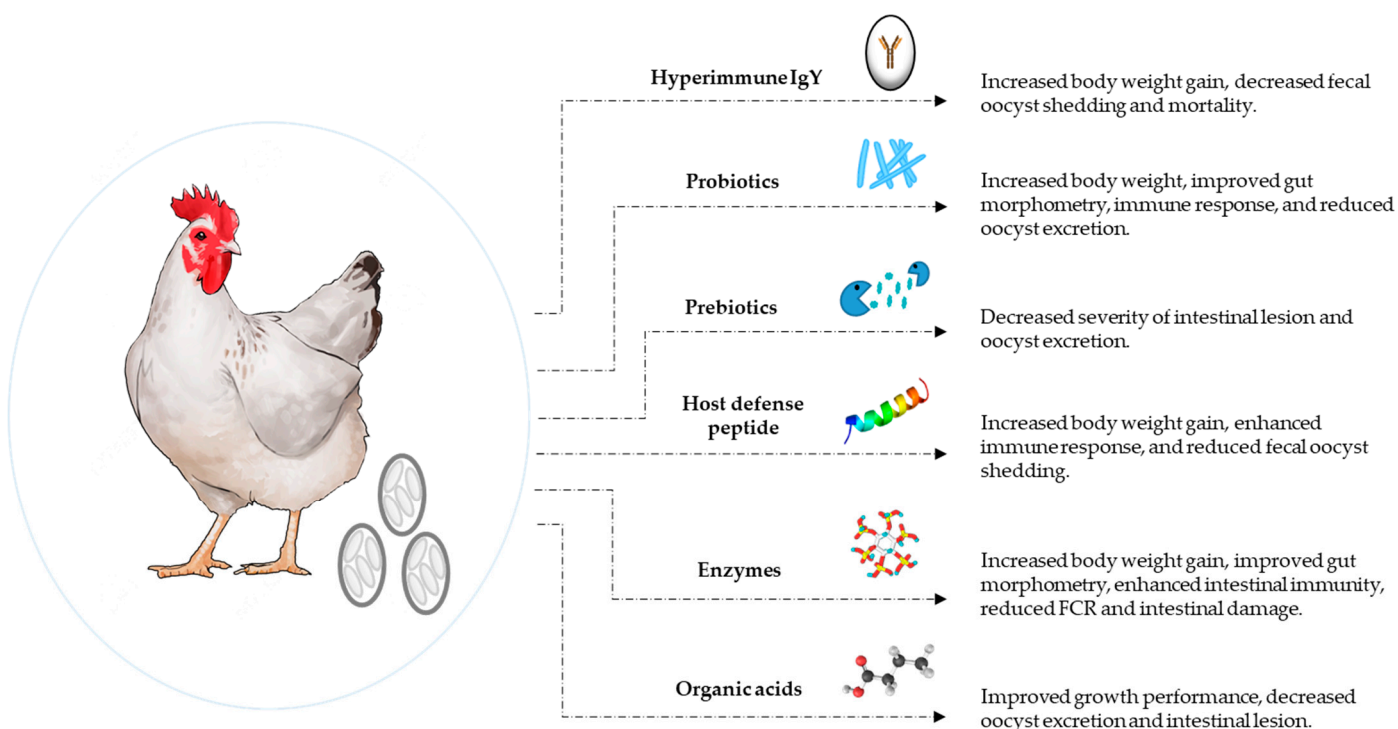 Hyperimmune IgY
Increased body weight gain, decreased fecal
oocyst shedding and mortality.
Probiotics
Increased body weight, improved gut
morphometry, immune response, and reduced
oocyst excretion.
Prebiotics
Decreased severity of intestinal lesion and
oocyst excretion.
Host defense
peptide
Increased body weight gain, enhanced
immune response, and reduced fecal oocyst
shedding.
Enzymes
Increased body weight gain, improved gut
morphometry, enhanced intestinal immunity,
reduced FCR and intestinal damage.
Organic acids
Improved growth performance, decreased
oocyst excretion and intestinal lesion.